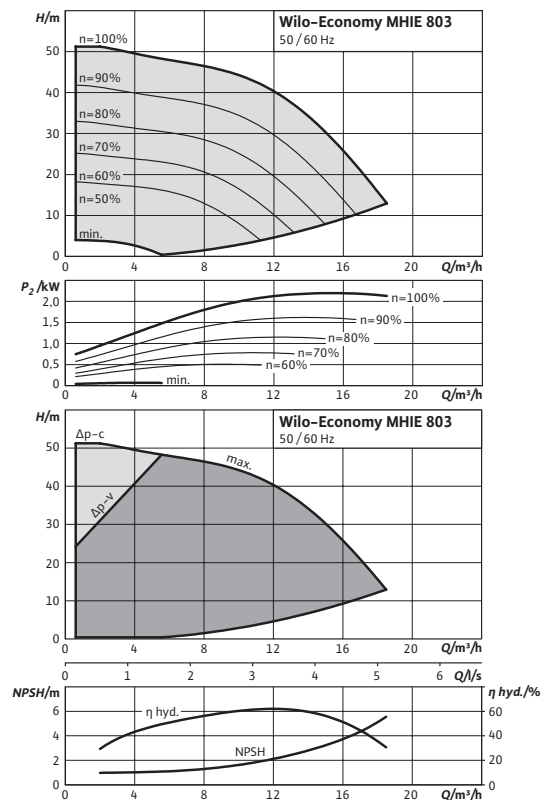 H/m
Wilo-Economy MHIE 803
50 / 60 Hz
n=100%
50
n=90%
40
n=80%
30
n=70%
20
n=60%
n=50%
10
min.
0
0 4 8 12 16 20 Q/m³/h
P2 /kW
2,0
n=100%
1,5
n=90%
1,0
n=80%
n=70%
0,5
n=60%
min.
0
0 4 8 12 16 20 Q/m³/h
H/m
Wilo-Economy MHIE 803
50 / 60 Hz
Δp-c
50
max.
40
Δp-v
30
20
10
0
0 4 8 12 16 20 Q/m³/h
0 1 2 3 4 5 6 Q/l/s
NPSH/m
η hyd./%
6 η hyd. 60
4 40
NPSH
2 20
0 0
0 4 8 12 16 20 Q/m³/h